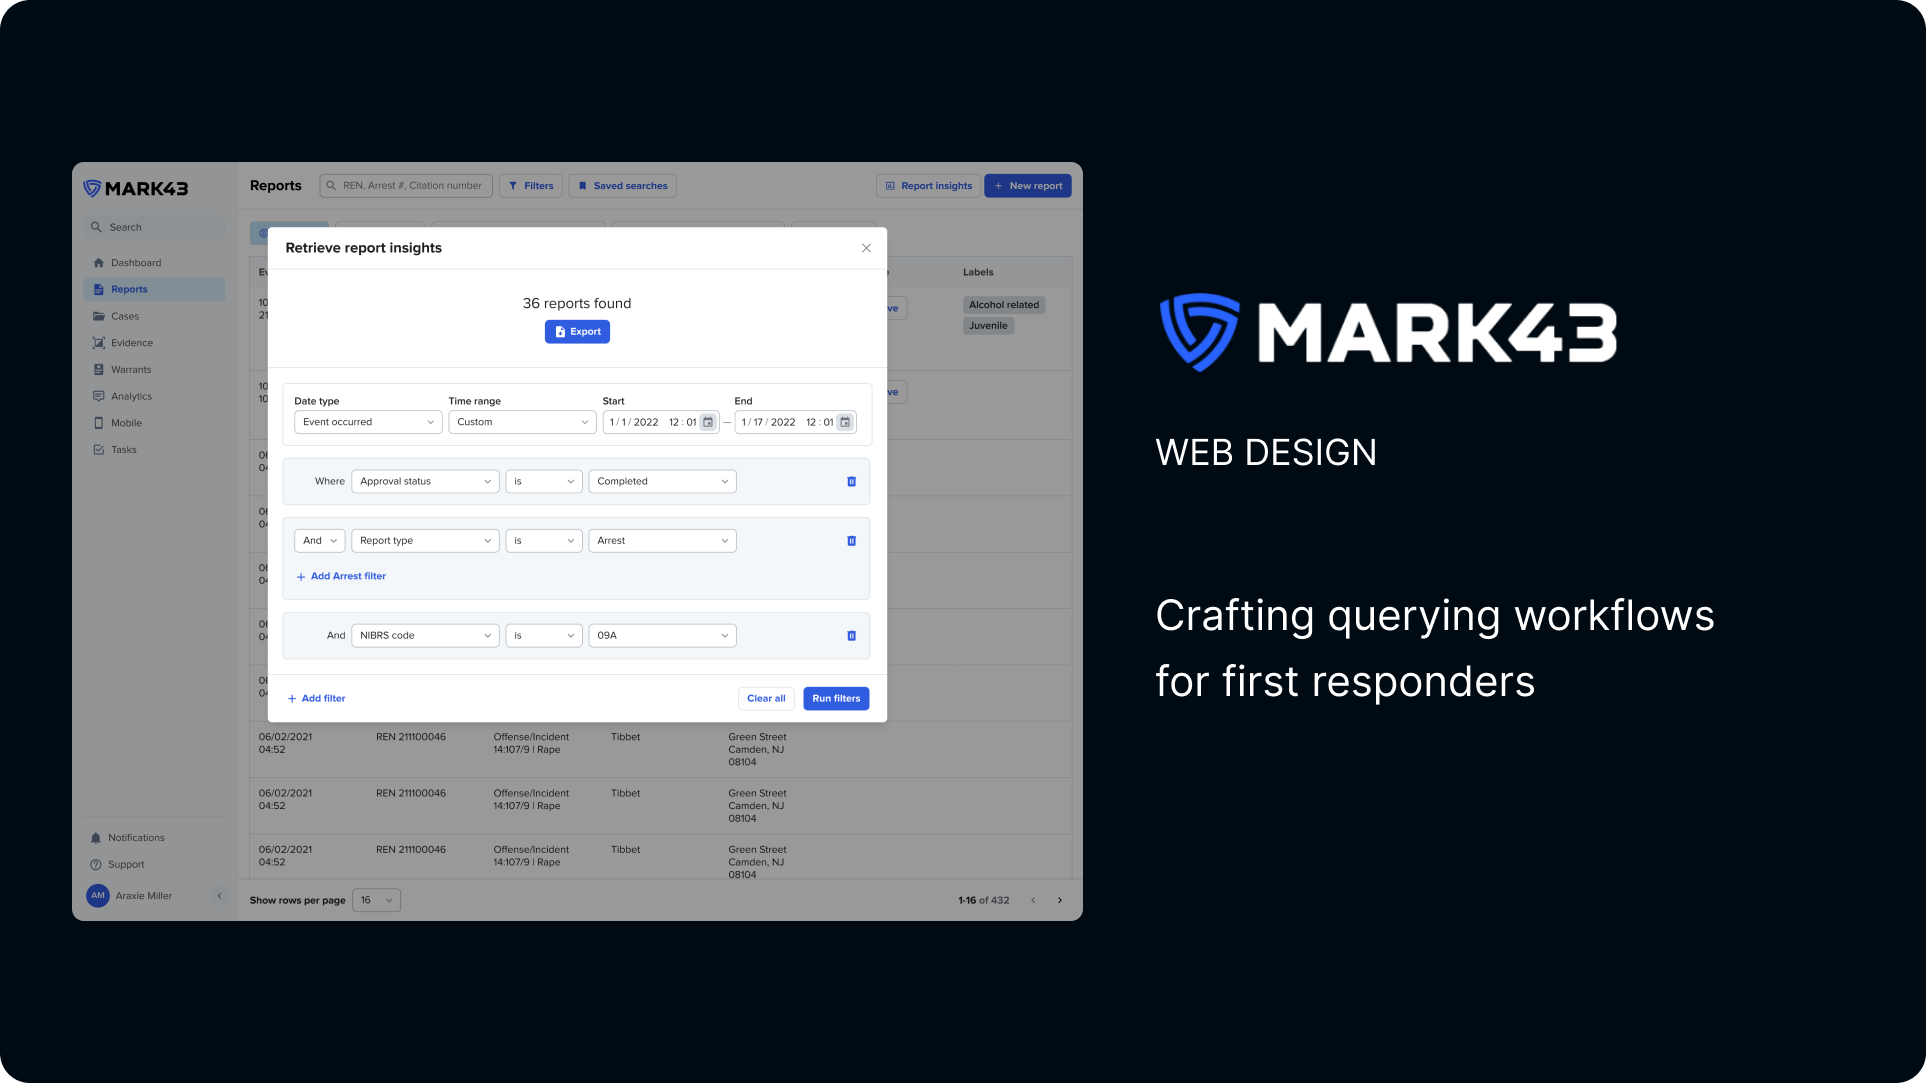 MARK43
Search
Dashboard
Reports
Cases
Evidence
Warrants
Analytics
Mobile
Tasks
Notifications
Support
AM Araxie Miller
Reports REN, Arrest #, Citation number Filters Saved searches Report insights New report
Labels
Alcohol related
Juvenile
Retrieve report insights
36 reports found
Export
Date type Time range Start End
Event occurred Custom 1 / 1 / 2022 12 : 01 — 1 / 17 / 2022 12 : 01
Where Approval status is Completed
And Report type is Arrest
+ Add Arrest filter
And NIBRS code is 09A
+ Add filter Clear all Run filters
06/02/2021 REN 211100046 Offense/Incident Tibbet Green Street
04:52 14:107/9 | Rape Camden, NJ
08104
06/02/2021 REN 211100046 Offense/Incident Tibbet Green Street
04:52 14:107/9 | Rape Camden, NJ
08104
06/02/2021 REN 211100046 Offense/Incident Tibbet Green Street
04:52 14:107/9 | Rape Camden, NJ
08104
Show rows per page 16 1-16 of 432
MARK43
WEB DESIGN
Crafting querying workflows
for first responders